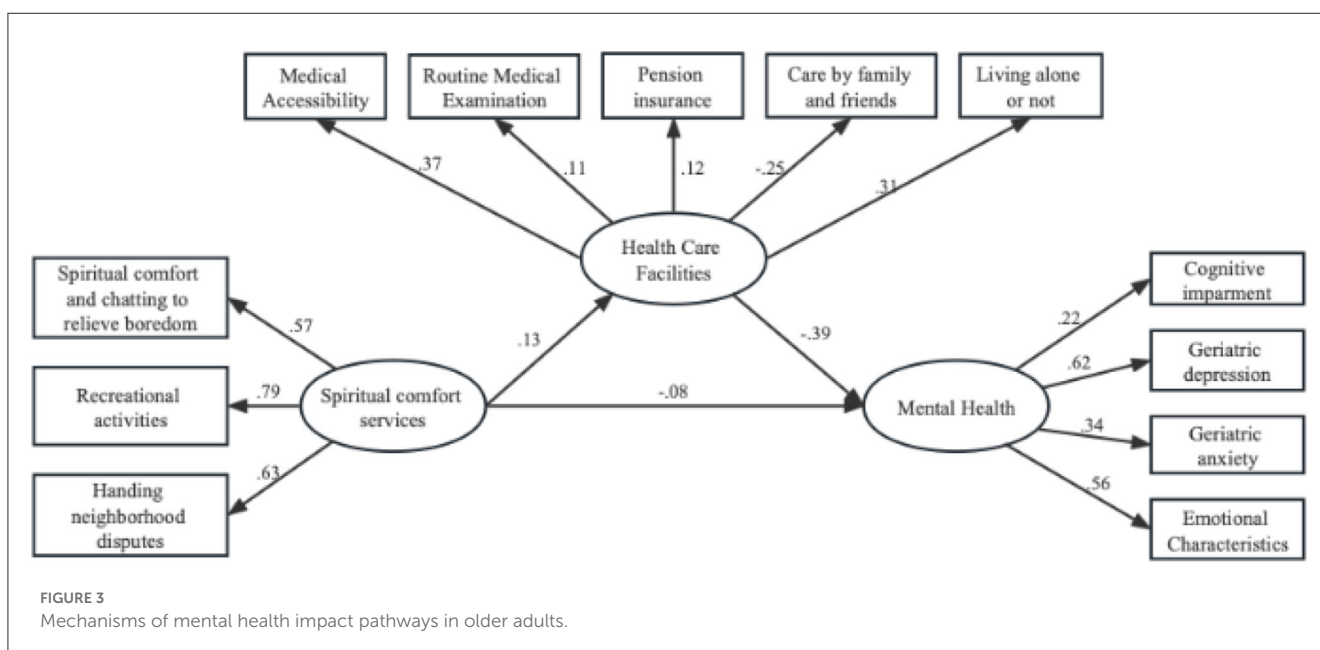 Medical
Accessibility
Routine Medical
Examination
Pension
insurance
Care by family
and friends
Living alone
or not
.37
.11
.12
-.25
.31
Health Care
Facilities
Spiritual comfort
and chatting to
relieve boredom
.57
Recreational
activities
.79
Handing
neighborhood
disputes
.63
Spiritual comfort
services
.13
-.39
-.08
Mental Health
.22
.62
.34
.56
Cognitive
imparment
Geriatric
depression
Geriatric
anxiety
Emotional
Characteristics
FIGURE 3
Mechanisms of mental health impact pathways in older adults.